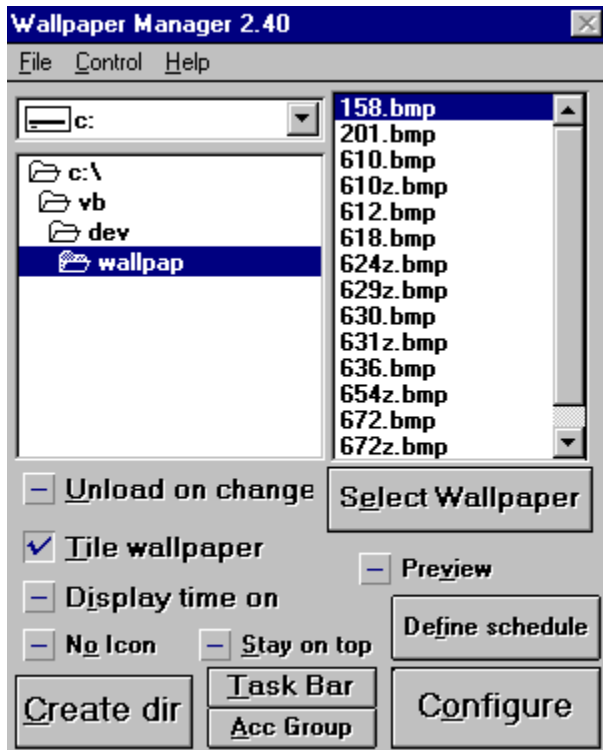 Wallpaper Manager 2.40
File Control Help
c:
c:\
vb
dev
wallpap
158.bmp
201.bmp
610.bmp
610z.bmp
612.bmp
618.bmp
624z.bmp
629z.bmp
630.bmp
631z.bmp
636.bmp
654z.bmp
672.bmp
672z.bmp
Unload on change
Select Wallpaper
Tile wallpaper
Preview
Display time on
Define schedule
No Icon
Stay on top
Create dir
Task Bar
Acc Group
Configure